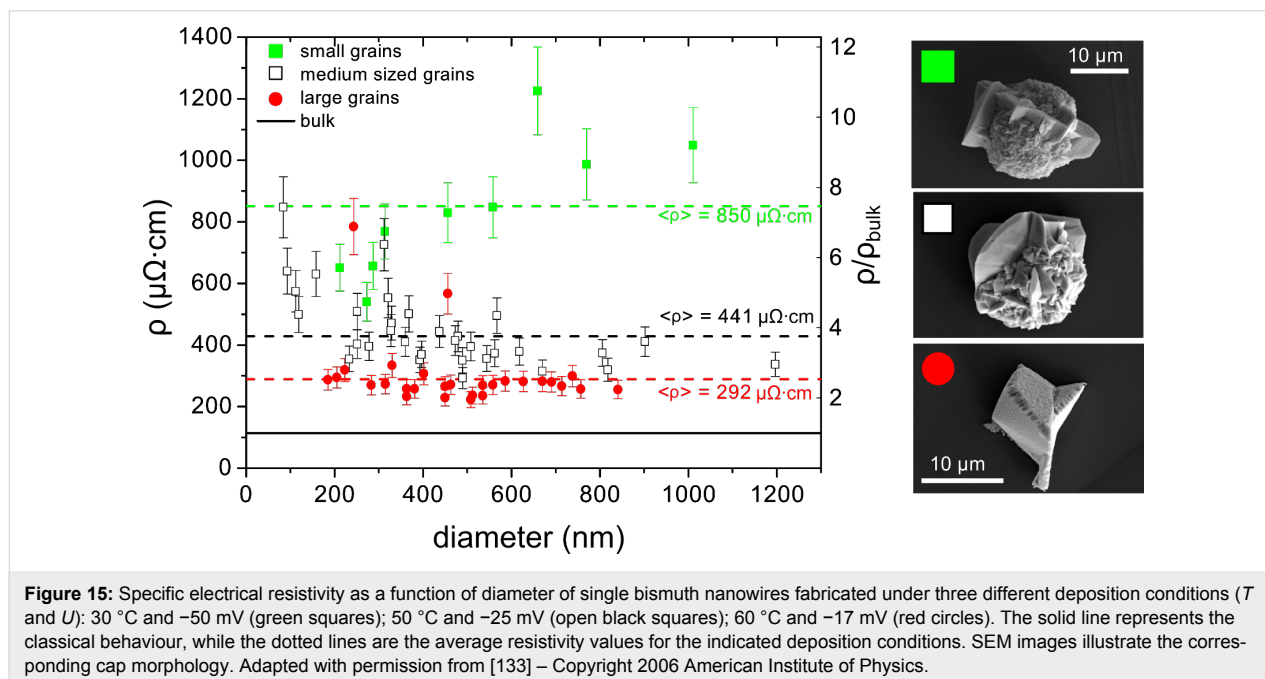 1400
1200
1000
800
600
400
200
0
ρ (μΩ·cm)
small grains
medium sized grains
large grains
bulk
<ρ> = 850 μΩ·cm
<ρ> = 441 μΩ·cm
<ρ> = 292 μΩ·cm
12
10
8
6
4
2
ρ/ρbulk
0 200 400 600 800 1000 1200
diameter (nm)
10 μm
10 μm
Figure 15: Specific electrical resistivity as a function of diameter of single bismuth nanowires fabricated under three different deposition conditions (T
and U): 30 °C and −50 mV (green squares); 50 °C and −25 mV (open black squares); 60 °C and −17 mV (red circles). The solid line represents the
classical behaviour, while the dotted lines are the average resistivity values for the indicated deposition conditions. SEM images illustrate the corres-
ponding cap morphology. Adapted with permission from [133] – Copyright 2006 American Institute of Physics.